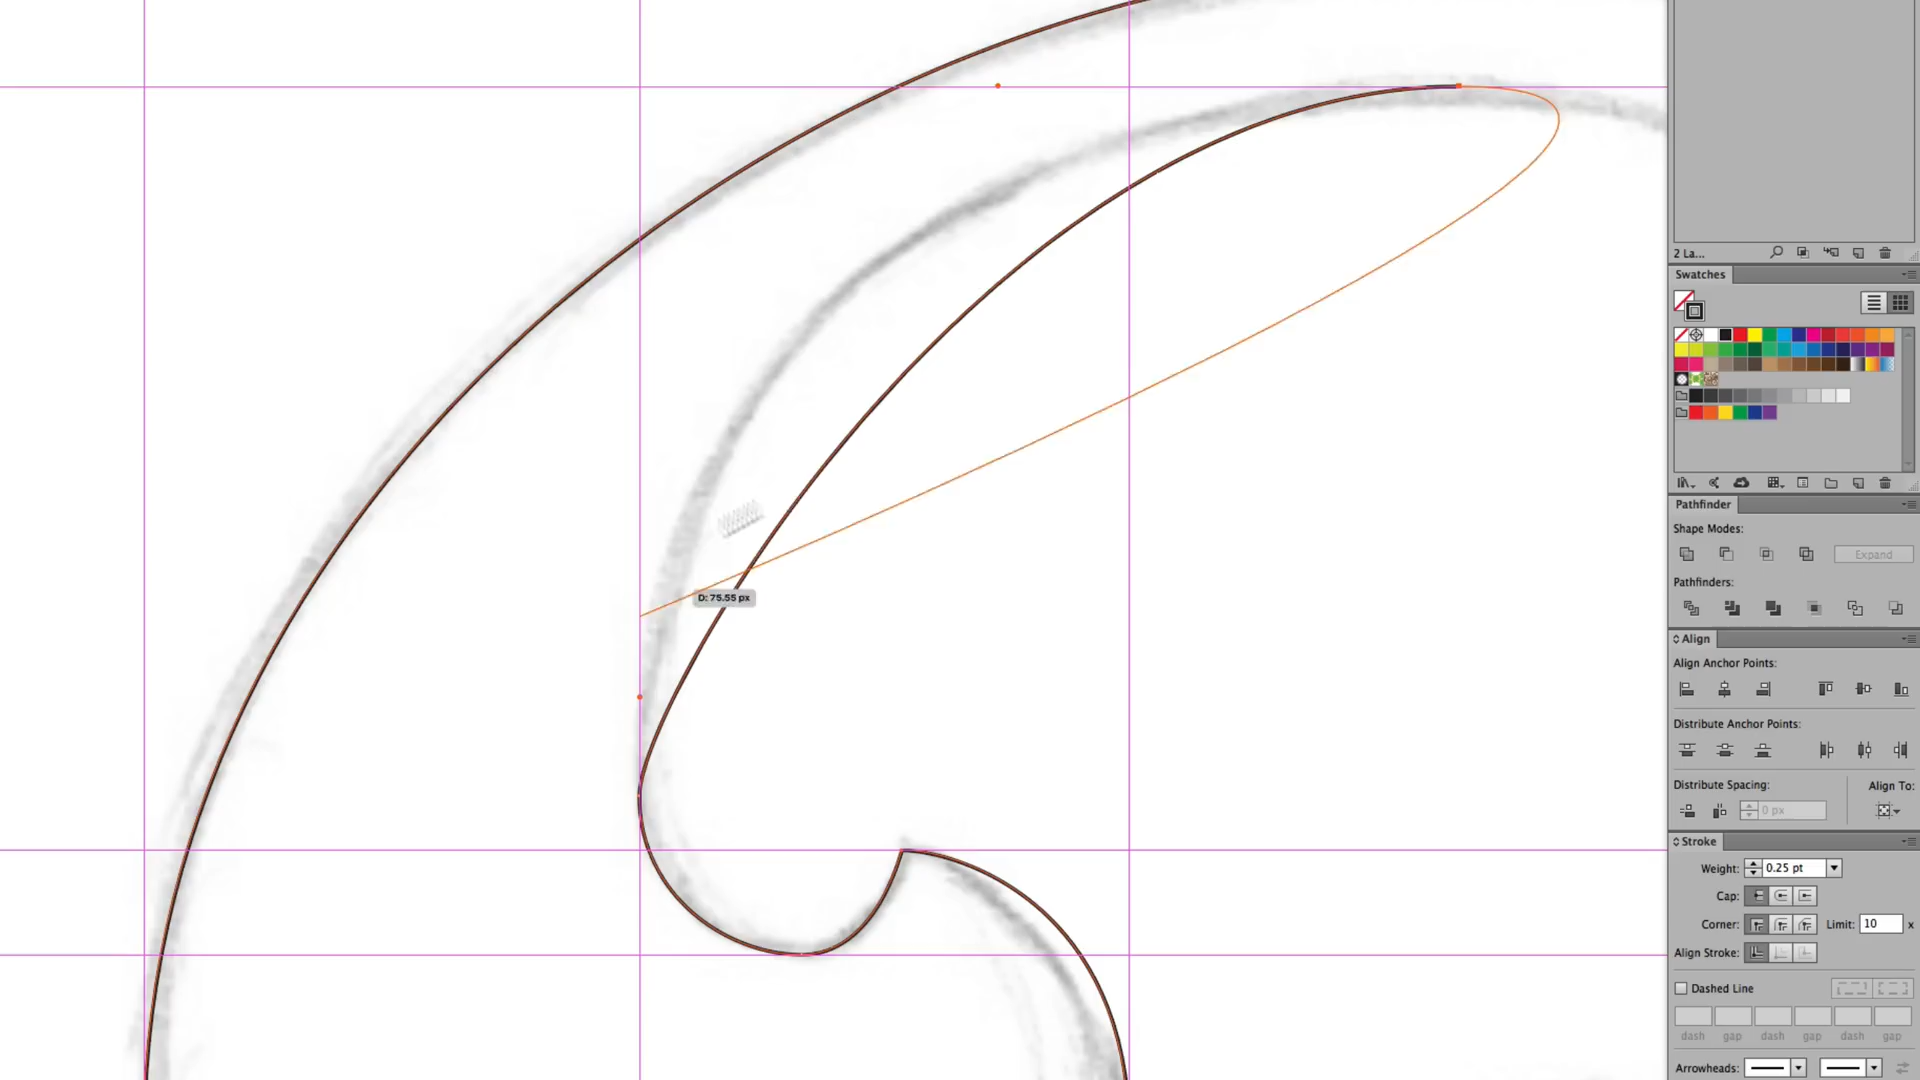 2 La...
Swatches
Pathfinder
Shape Modes:
Expand
Pathfinders:
D: 75.55 px
Align
Align Anchor Points:
Distribute Anchor Points:
Distribute Spacing:
Align To:
0 px
Stroke
Weight: 0.25 pt
Cap:
Corner: Limit: 10 x
Align Stroke:
Dashed Line
dash gap dash gap dash gap
Arrowheads: